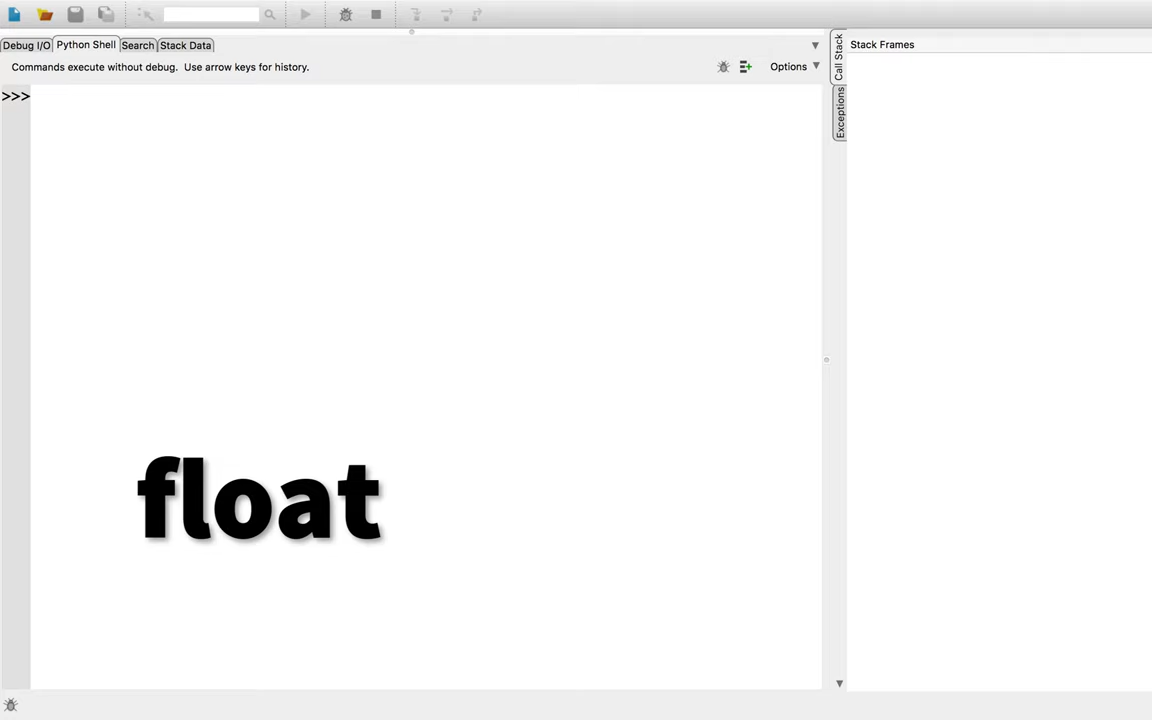 Debug I/O Python Shell Search Stack Data
Commands execute without debug. Use arrow keys for history.
Options
>>>
float
Call Stack
Exceptions
Stack Frames